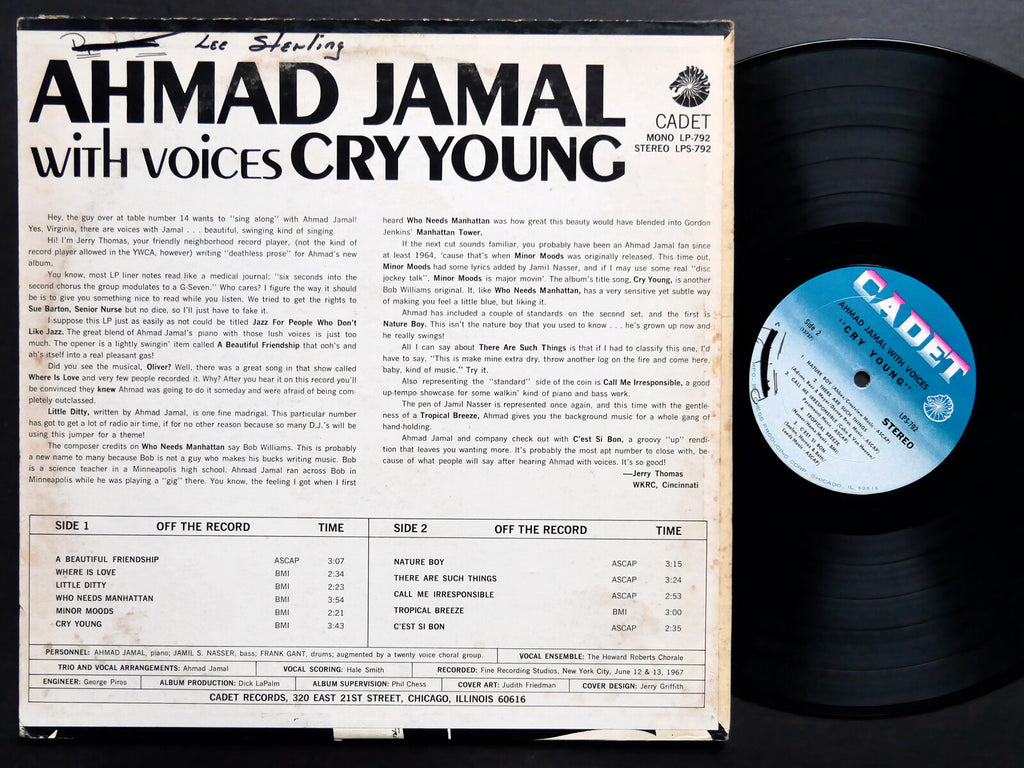 Lee Sterling
AHMAD JAMAL
with voices CRY YOUNG
CADET
MONO LP-792
STEREO LPS-792
Hey, the guy over at table number 14 wants to "sing along" with Ahmad Jamal!
Yes, Virginia, there are voices with Jamal . . . beautiful, swinging kind of singing.
Hi! I'm Jerry Thomas, your friendly neighborhood record player, (not the kind of
record player allowed in the YWCA, however) writing "deathless prose" for Ahmad's new
album.
You know, most LP liner notes read like a medical journal: "six seconds into the
second chorus the group modulates to a G-Seven." Who cares? I figure the way it should
be is to give you something nice to read while you listen. We tried to get the rights to
Sue Barton, Senior Nurse but no dice, so I'll just have to fake it.
I suppose this LP just as easily as not could be titled Jazz For People Who Don't
Like Jazz. The great blend of Ahmad Jamal's piano with those lush voices is just too
much. The opener is a lightly swingin' item called A Beautiful Friendship that ooh's and
ah's itself into a real pleasant gas!
Did you see the musical, Oliver? Well, there was a great song in that show called
Where Is Love and very few people recorded it. Why? After you hear it on this record you'll
be convinced they knew Ahmad was going to do it someday and were afraid of being com-
pletely outclassed.
Little Ditty, written by Ahmad Jamal, is one fine madrigal. This particular number
has got to get a lot of radio air time, if for no other reason because so many D.J.'s will be
using this jumper for a theme!
The composer credits on Who Needs Manhattan say Bob Williams. This is probably
a new name to many because Bob is not a guy who makes his bucks writing music. Bob
is a science teacher in a Minneapolis high school. Ahmad Jamal ran across Bob in
Minneapolis while he was playing a "gig" there. You know, the feeling I got when I first
heard Who Needs Manhattan was how great this beauty would have blended into Gordon
Jenkins' Manhattan Tower.
If the next cut sounds familiar, you probably have been an Ahmad Jamal fan since
at least 1964, 'cause that's when Minor Moods was originally released. This time out,
Minor Moods had some lyrics added by Jamil Nasser, and if I may use some real "disc
jockey talk", Minor Moods is major movin'. The album's title song, Cry Young, is another
Bob Williams original. It, like Who Needs Manhattan, has a very sensitive yet subtle way
of making you feel a little blue, but liking it.
Ahmad has included a couple of standards on the second set, and the first is
Nature Boy. This isn't the nature boy that you used to know . . . he's grown up now and
he really swings!
All I can say about There Are Such Things is that if I had to classify this one, I'd
have to say, "This is make mine extra dry, throw another log on the fire and come here,
baby, kind of music." Try it.
Also representing the "standard" side of the coin is Call Me Irresponsible, a good
up-tempo showcase for some walkin' kind of piano and bass work.
The pen of Jamil Nasser is represented once again, and this time with the gentle-
ness of a Tropical Breeze, Ahmad gives you the background music for a whole gang of
hand-holding.
Ahmad and company check out with C'est Si Bon, a groovy "up" rendi-
tion that leaves you wanting more. It's probably the most apt number to close with, be-
cause of what people will say after hearing Ahmad with voices. It's so good!
—Jerry Thomas
WKRC, Cincinnati
SIDE 1 OFF THE RECORD TIME
A BEAUTIFUL FRIENDSHIP ASCAP 3:07
WHERE IS LOVE BMI 2:34
LITTLE DITTY BMI 2:23
WHO NEEDS MANHATTAN BMI 3:54
MINOR MOODS BMI 2:21
CRY YOUNG BMI 3:43
SIDE 2 OFF THE RECORD TIME
NATURE BOY ASCAP 3:15
THERE ARE SUCH THINGS ASCAP 3:24
CALL ME IRRESPONSIBLE ASCAP 2:53
TROPICAL BREEZE BMI 3:00
C'EST SI BON ASCAP 2:35
PERSONNEL: AHMAD JAMAL, piano; JAMIL S. NASSER, bass; FRANK GANT, drums; augmented by a twenty voice choral group. VOCAL ENSEMBLE: The Howard Roberts Chorale
TRIO AND VOCAL ARRANGEMENTS: Ahmad Jamal VOCAL SCORING: Hale Smith RECORDED: Fine Recording Studios, New York City, June 12 & 13, 1967
ENGINEER: George Piros ALBUM PRODUCTION: Dick LaPalm ALBUM SUPERVISION: Phil Chess COVER ART: Judith Friedman COVER DESIGN: Jerry Griffith
CADET RECORDS, 320 EAST 21ST STREET, CHICAGO, ILLINOIS 60616
CADET
AHMAD JAMAL WITH VOICES
"CRY YOUNG"
Side 2
LPS-792
STEREO
1. NATURE BOY
2. THERE ARE SUCH THINGS
3. CALL ME IRRESPONSIBLE
4. TROPICAL BREEZE
5. C'EST SI BON
PRODUCING CORP. CHICAGO, IL 60616